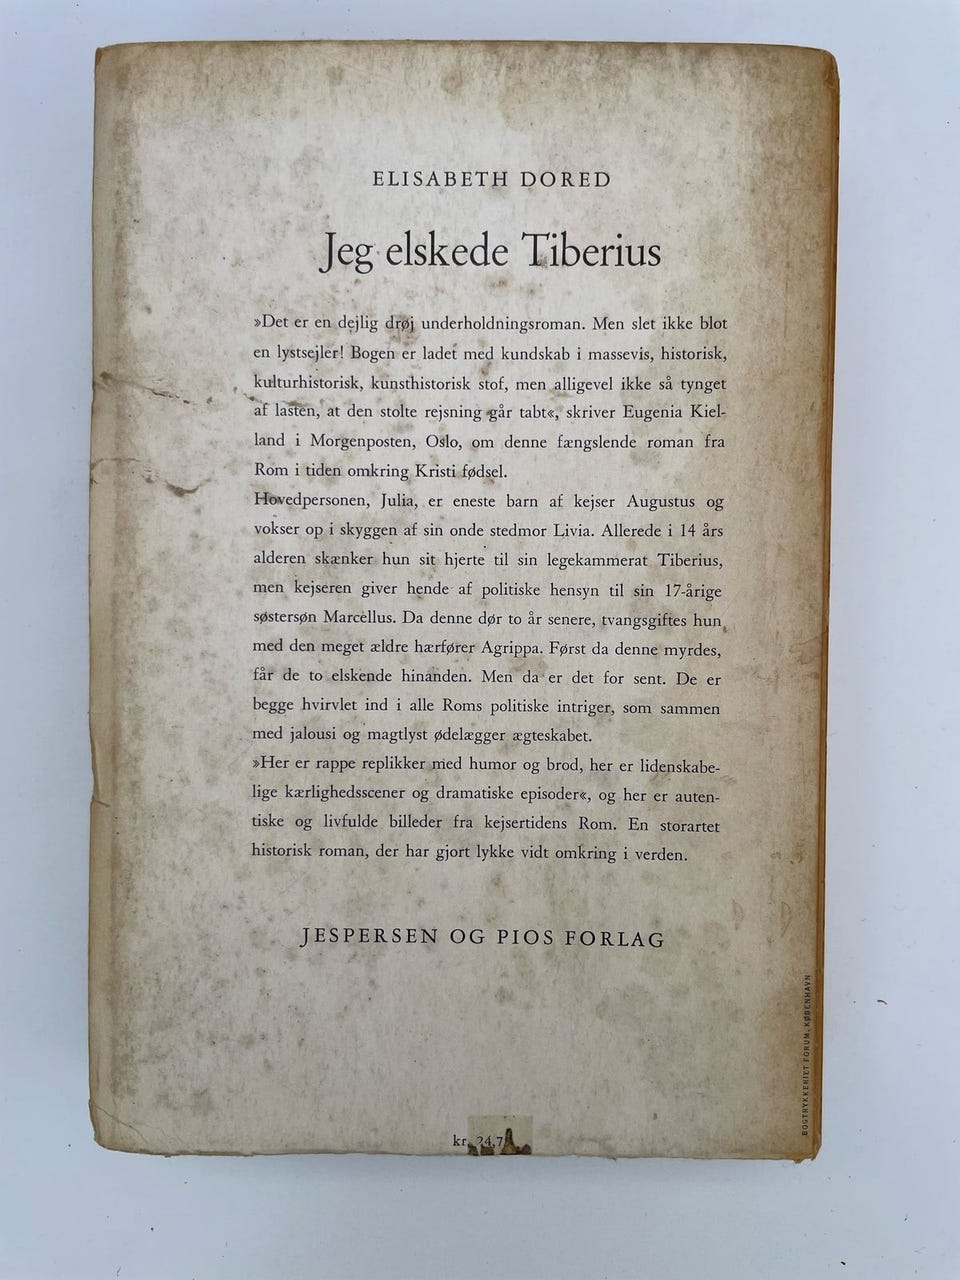 ELISABETH DORED
Jeg elskede Tiberius
»Det er en dejlig drøj underholdningsroman. Men slet ikke blot
en lystsejler! Bogen er ladet med kundskab i massevis, historisk,
kulturhistorisk, kunsthistorisk stof, men alligevel ikke så tynget
af lasten, at den stolte rejsning går tabt«, skriver Eugenia Kiel-
land i Morgenposten, Oslo, om denne fængslende roman fra
Rom i tiden omkring Kristi fødsel.
Hovedpersonen, Julia, er eneste barn af kejser Augustus og
vokser op i skyggen af sin onde stedmor Livia. Allerede i 14 års
alderen skænker hun sit hjerte til sin legekammerat Tiberius,
men kejseren giver hende af politiske hensyn til sin 17-årige
søstersøn Marcellus. Da denne dør to år senere, tvangsgiftes hun
med den meget ældre hærfører Agrippa. Først da denne myrdes,
får de to elskende hinanden. Men da er det for sent. De er
begge hvirvlet ind i alle Roms politiske intriger, som sammen
med jalousi og magtlyst ødelægger ægteskabet.
»Her er rappe replikker med humor og brod, her er lidenskabe-
lige kærlighedsscener og dramatiske episoder«, og her er auten-
tiske og livfulde billeder fra kejsertidens Rom. En storartet
historisk roman, der har gjort lykke vidt omkring i verden.
JESPERSEN OG PIOS FORLAG
kr.
BOGTRYKKERIET FORUM, KØBENHAVN